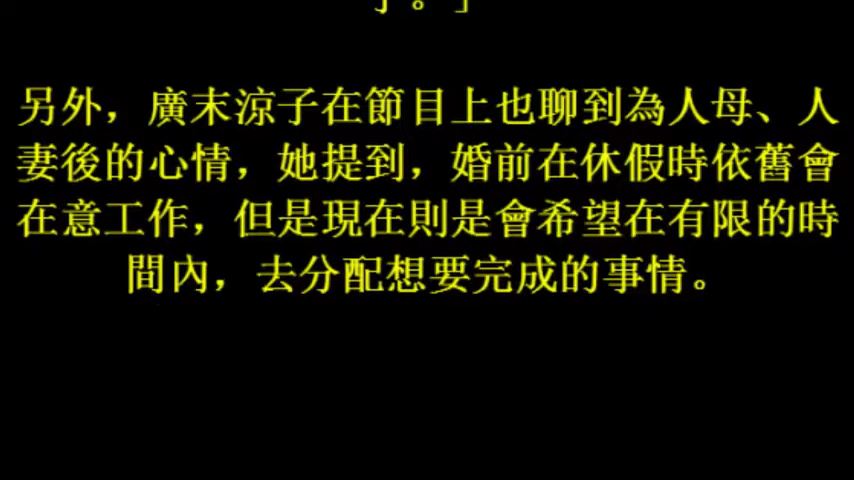 。」
另外，廣末涼子在節目上也聊到為人母、人
妻後的心情，她提到，婚前在休假時依舊會
在意工作，但是現在則是會希望在有限的時
間內，去分配想要完成的事情。